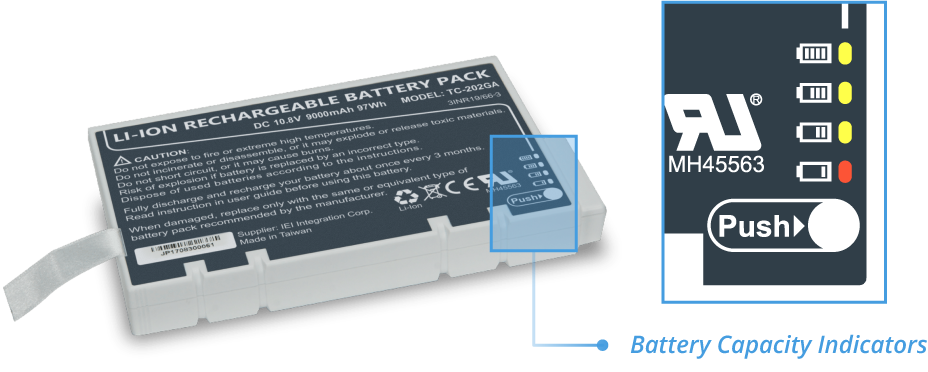 LI-ION RECHARGEABLE BATTERY PACK
DC 10.8V 9000mAh 97Wh MODEL: TC-202GA
3INR19/66-3
CAUTION:
Do not expose to fire or extreme high temperatures.
Do not incinerate or disassemble, or it may explode or release toxic materials.
Do not short circuit, or it may cause burns.
Risk of explosion if battery is replaced by an incorrect type.
Dispose of used batteries according to the instructions.
Fully discharge and recharge your battery about once every 3 months.
Read instruction in user guide before using this battery.
When damaged, replace only with the same or equivalent type of
battery pack recommended by the manufacturer.
Li-Ion
CE
MH45563
Push
Supplier: IEI Integration Corp.
Made in Taiwan
JP1708300061
RU®
MH45563
Push
Battery Capacity Indicators